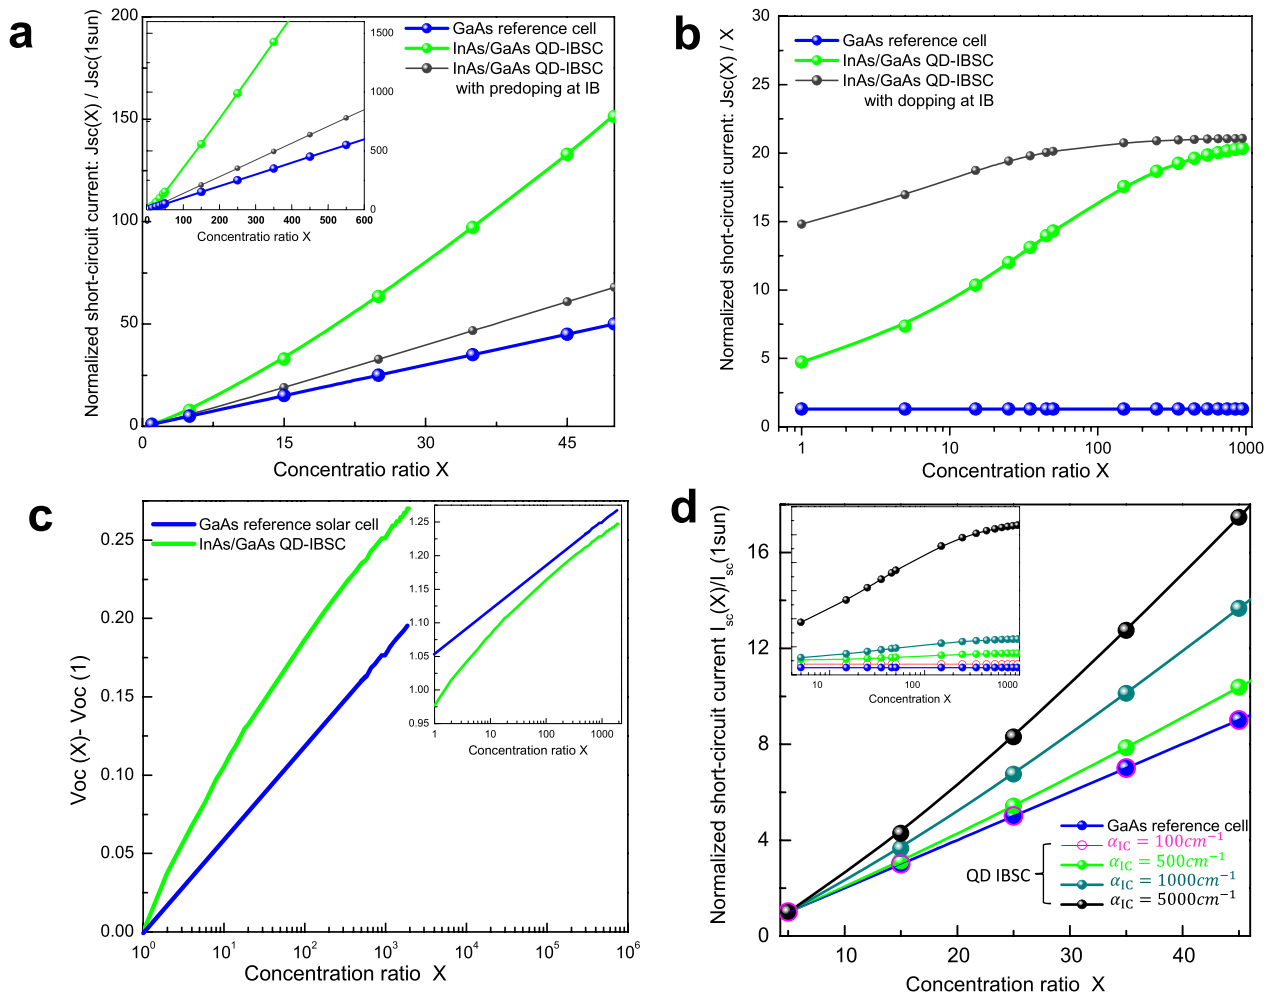 a
Normalized short-circuit current: Jsc(X) / Jsc(1sun)
200
150
100
50
0
0 15 30 45
Concentratio ratio X
GaAs reference cell
InAs/GaAs QD-IBSC
InAs/GaAs QD-IBSC
with predoping at IB
1500
1000
500
0
0 100 200 300 400 500 600
Concentratio ratio X
b
Normalized short-circuit current: Jsc(X) / X
30
25
20
15
10
5
0
1 10 100 1000
Concentration ratio X
GaAs reference cell
InAs/GaAs QD-IBSC
InAs/GaAs QD-IBSC
with dopping at IB
c
Voc (X)- Voc (1)
0.25
0.20
0.15
0.10
0.05
0.00
10⁰ 10¹ 10² 10³ 10⁴ 10⁵ 10⁶
Concentration ratio X
GaAs reference solar cell
InAs/GaAs QD-IBSC
1.25
1.20
1.15
1.10
1.05
1.00
0.95
1 10 100 1000
Concentration ratio X
d
Normalized short-circuit current I_sc(X)/I_sc(1sun)
16
12
8
4
0
10 20 30 40
Concentration ratio X
10 100 1000
Concentration X
GaAs reference cell
QD IBSC
α_IC = 100cm⁻¹
α_IC = 500cm⁻¹
α_IC = 1000cm⁻¹
α_IC = 5000cm⁻¹